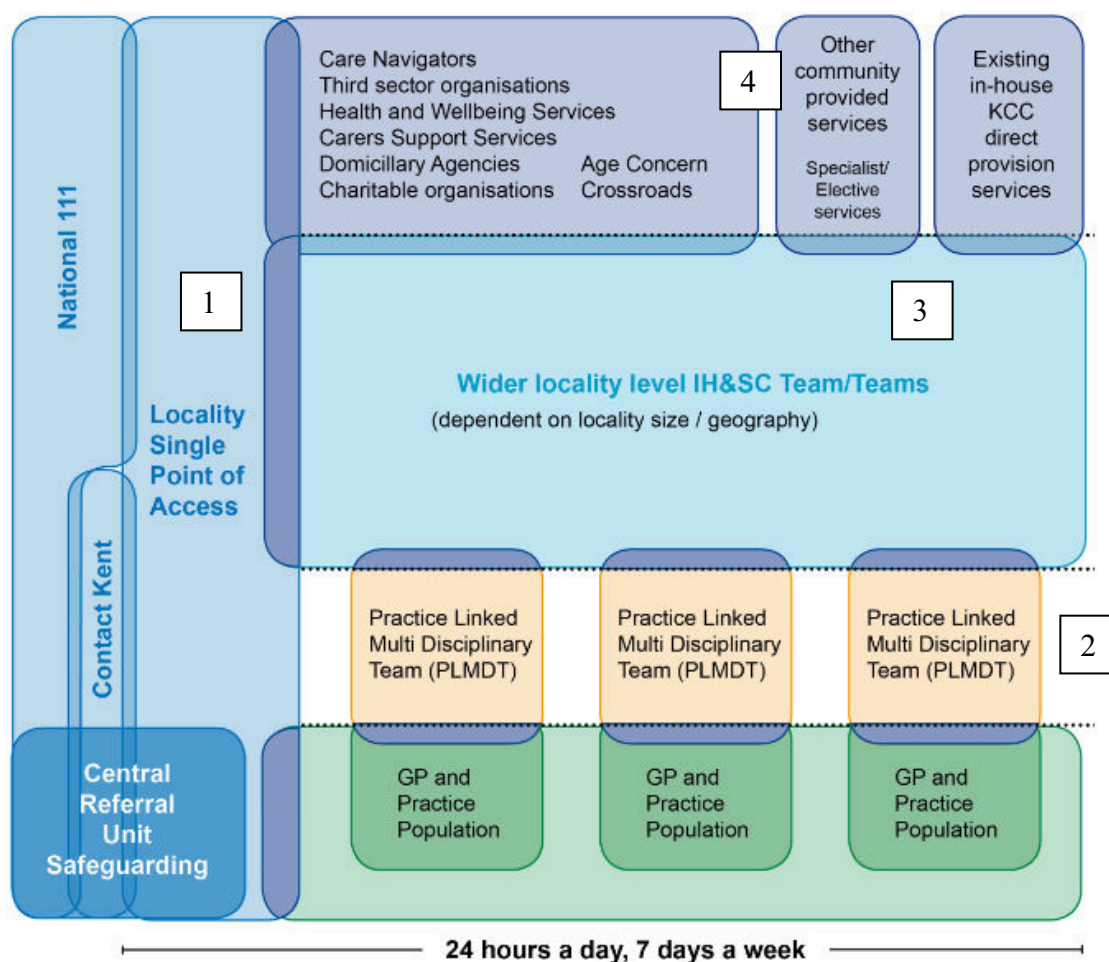 National 111
Contact Kent
Central
Referral
Unit
Safeguarding
1
Locality
Single
Point of
Access
Care Navigators
Third sector organisations
Health and Wellbeing Services
Carers Support Services
Domicillary Agencies Age Concern
Charitable organisations Crossroads
4
Other
community
provided
services
Specialist/
Elective
services
Existing
in-house
KCC
direct
provision
services
3
Wider locality level IH&SC Team/Teams
(dependent on locality size / geography)
Practice Linked
Multi Disciplinary
Team (PLMDT)
Practice Linked
Multi Disciplinary
Team (PLMDT)
Practice Linked
Multi Disciplinary
Team (PLMDT)
2
GP and
Practice
Population
GP and
Practice
Population
GP and
Practice
Population
24 hours a day, 7 days a week